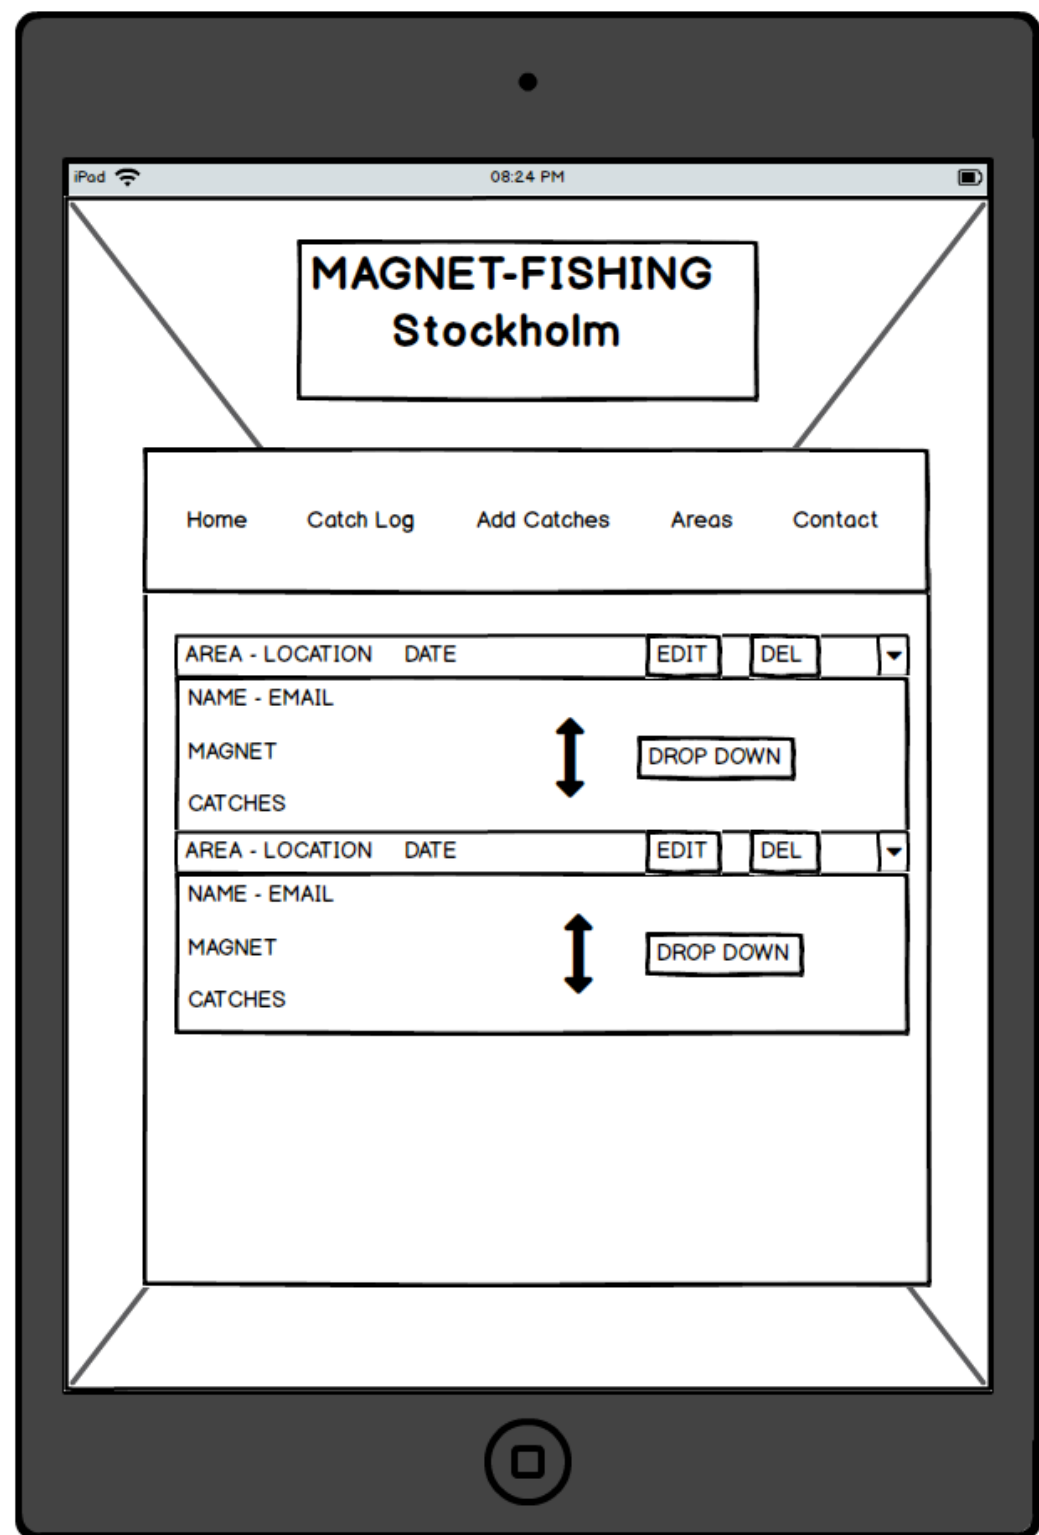 iPad 08:24 PM
MAGNET-FISHING
Stockholm
Home Catch Log Add Catches Areas Contact
AREA - LOCATION DATE EDIT DEL
NAME - EMAIL
MAGNET DROP DOWN
CATCHES
AREA - LOCATION DATE EDIT DEL
NAME - EMAIL
MAGNET DROP DOWN
CATCHES